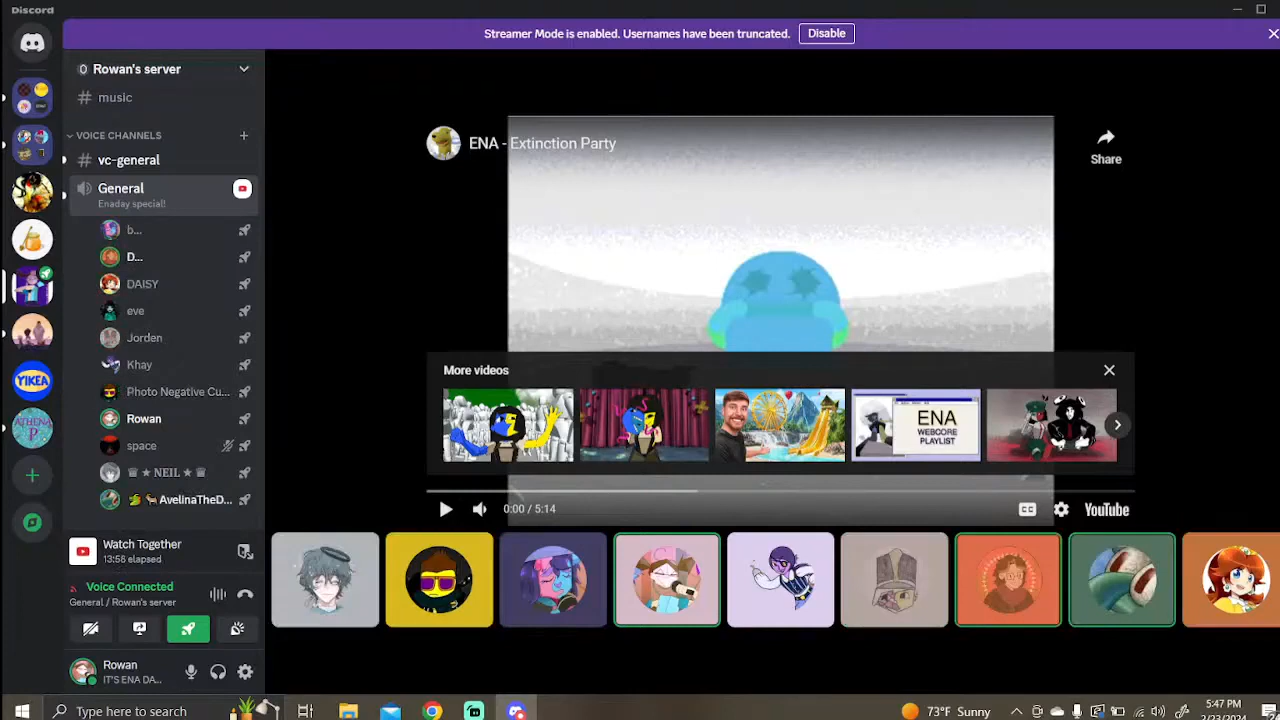 Discord
Streamer Mode is enabled. Usernames have been truncated. Disable
Rowan's server
# music
VOICE CHANNELS
# vc-general
General
Enaday special!
b...
D...
DAISY
eve
Jorden
Khay
Photo Negative Cu...
Rowan
space
♛ ★ NEIL ★ ♛
AvelinaTheD...
Watch Together
13:58 elapsed
Voice Connected
General / Rowan's server
Rowan
IT'S ENA DA...
ENA - Extinction Party
Share
More videos
ENA
WEBCORE
PLAYLIST
0:00 / 5:14
CC
YouTube
YIKEA
ATHENA
P
Type here to search
73°F Sunny
5:47 PM